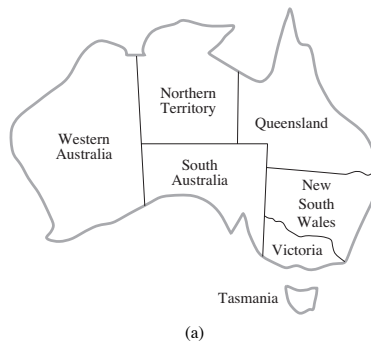 Northern
Territory
Western
Australia
Queensland
South
Australia
New
South
Wales
Victoria
Tasmania
(a)